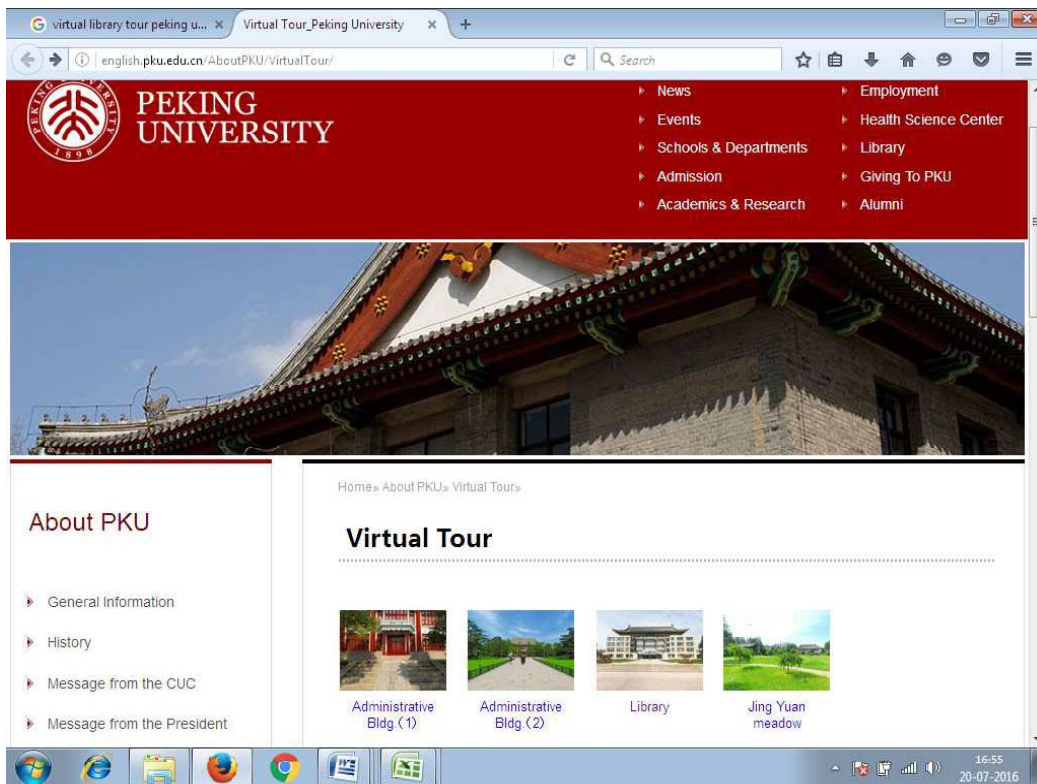 virtual library tour peking u...
Virtual Tour_Peking University
english.pku.edu.cn/AboutPKU/VirtualTour/
Search
PEKING UNIVERSITY
1898
PEKING
UNIVERSITY
News
Events
Schools & Departments
Admission
Academics & Research
Employment
Health Science Center
Library
Giving To PKU
Alumni
Home» About PKU» Virtual Tour»
About PKU
General Information
History
Message from the CUC
Message from the President
Virtual Tour
Administrative
Bldg.(1)
Administrative
Bldg.(2)
Library
Jing Yuan
meadow
16:55
20-07-2016